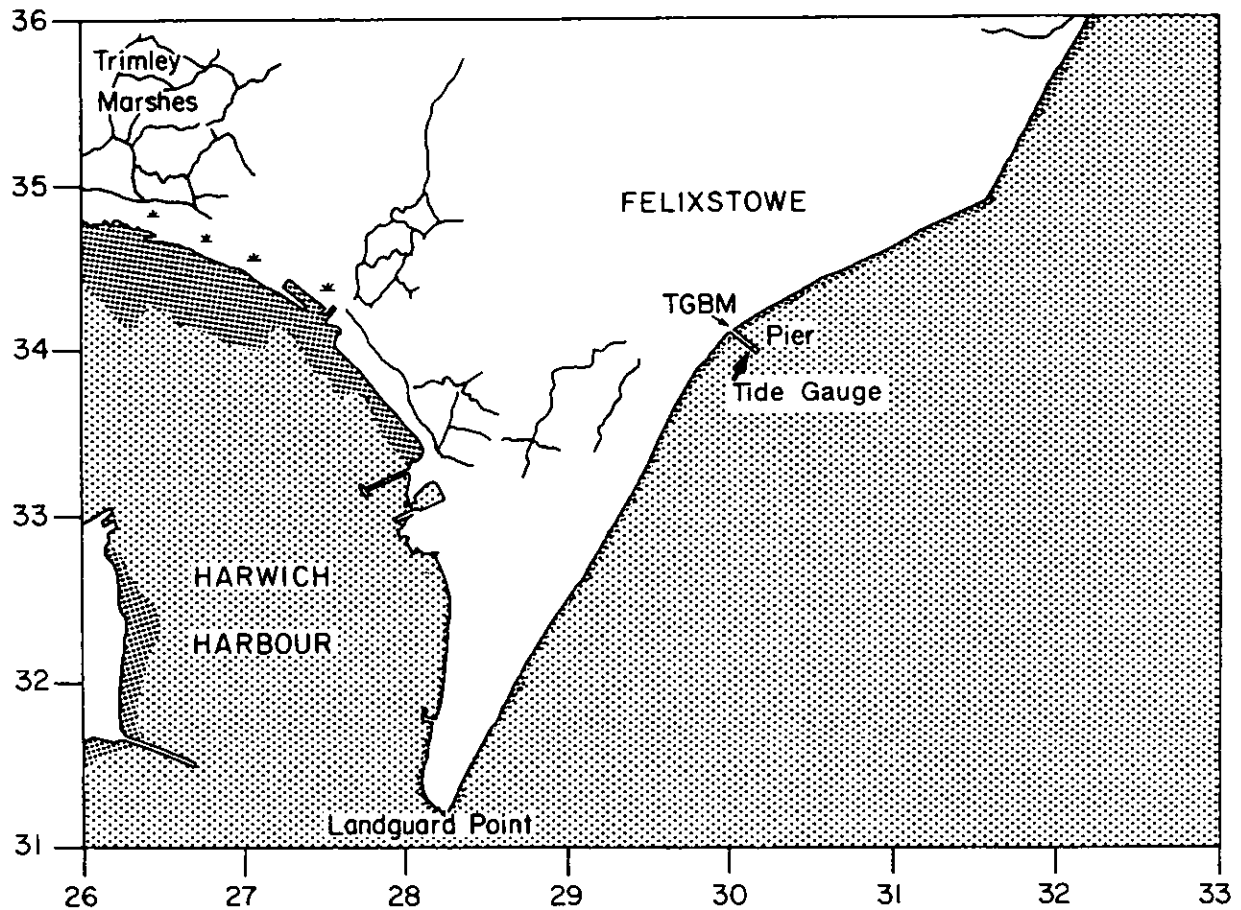 36
Trimley
Marshes
35
FELIXSTOWE
TGBM
Pier
34
Tide Gauge
33
HARWICH
HARBOUR
32
Landguard Point
31
26 27 28 29 30 31 32 33